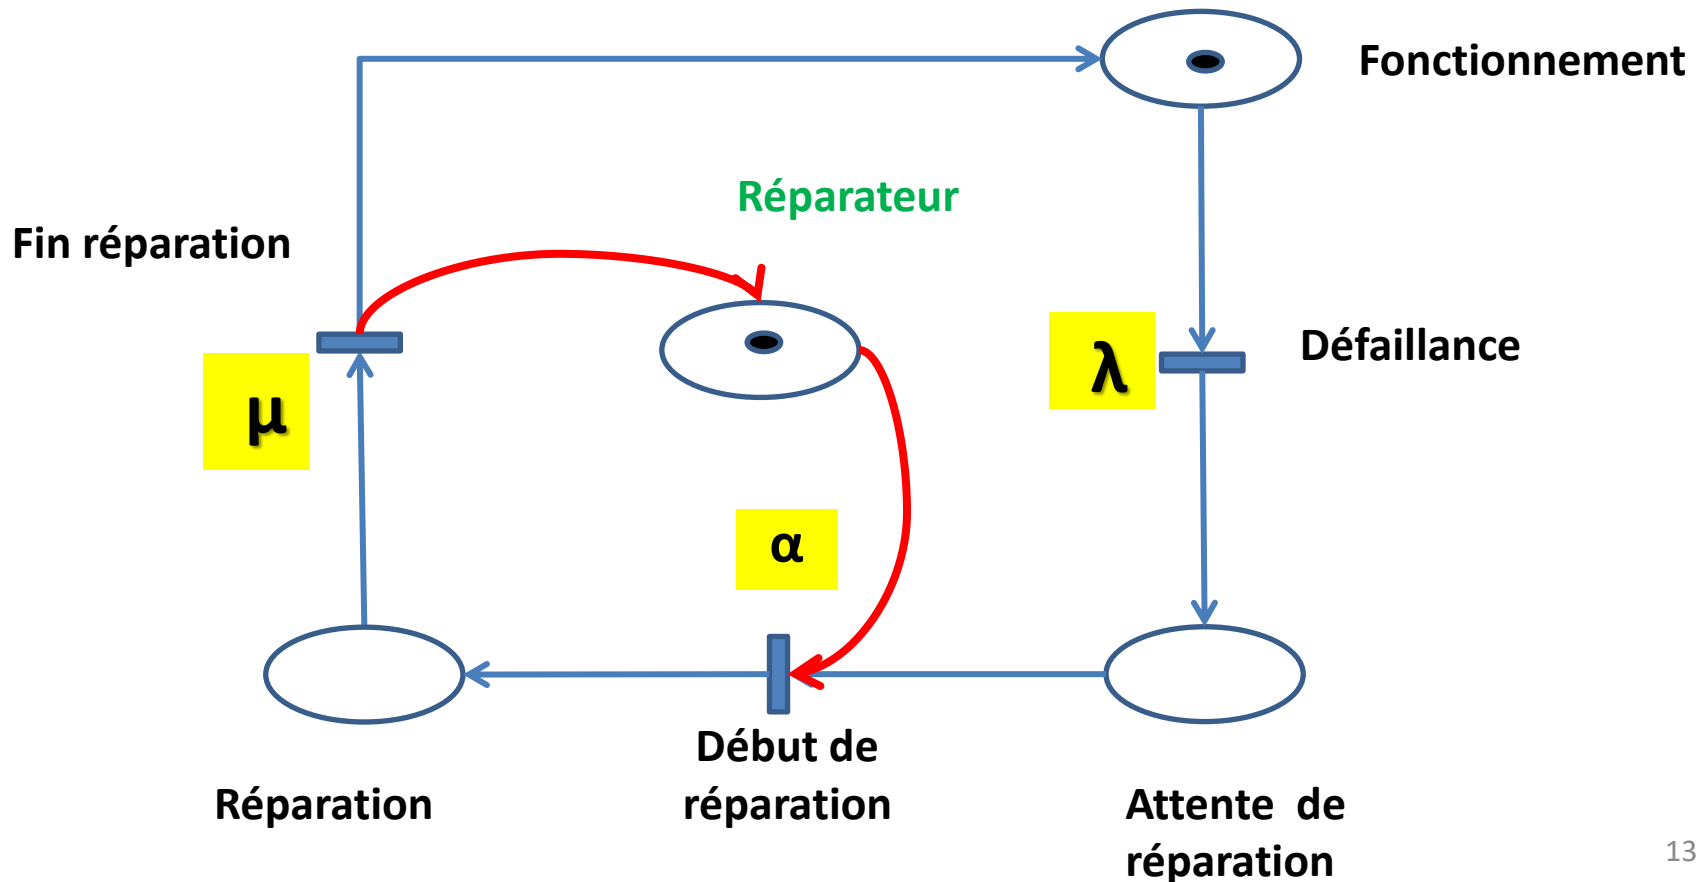 Fonctionnement
Réparateur
Fin réparation
Défaillance
λ
μ
α
Début de
réparation
Réparation
Attente de
réparation
13